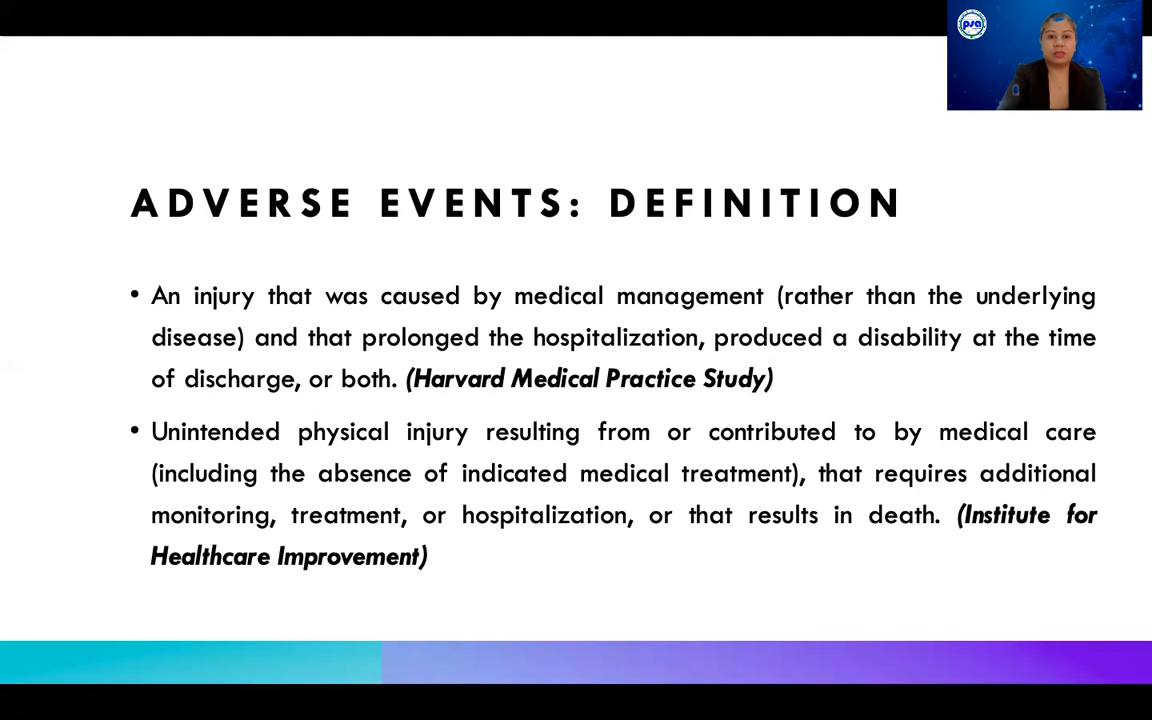 psa
ADVERSE EVENTS: DEFINITION
• An injury that was caused by medical management (rather than the underlying
disease) and that prolonged the hospitalization, produced a disability at the time
of discharge, or both. (Harvard Medical Practice Study)
• Unintended physical injury resulting from or contributed to by medical care
(including the absence of indicated medical treatment), that requires additional
monitoring, treatment, or hospitalization, or that results in death. (Institute for
Healthcare Improvement)